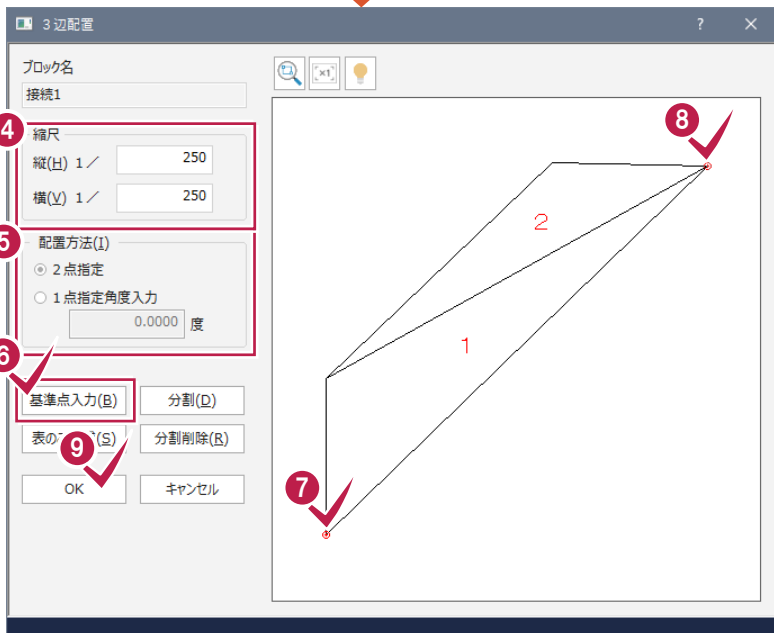 3辺配置 ? ×
ブロック名
接続1
4 縮尺
縦(H) 1／ 250
横(V) 1／ 250
5 配置方法(I)
2点指定
1点指定角度入力
0.0000 度
6
基準点入力(B) 分割(D)
表の (S) 分割削除(R)
9
OK キャンセル
×1
8
2
1
7